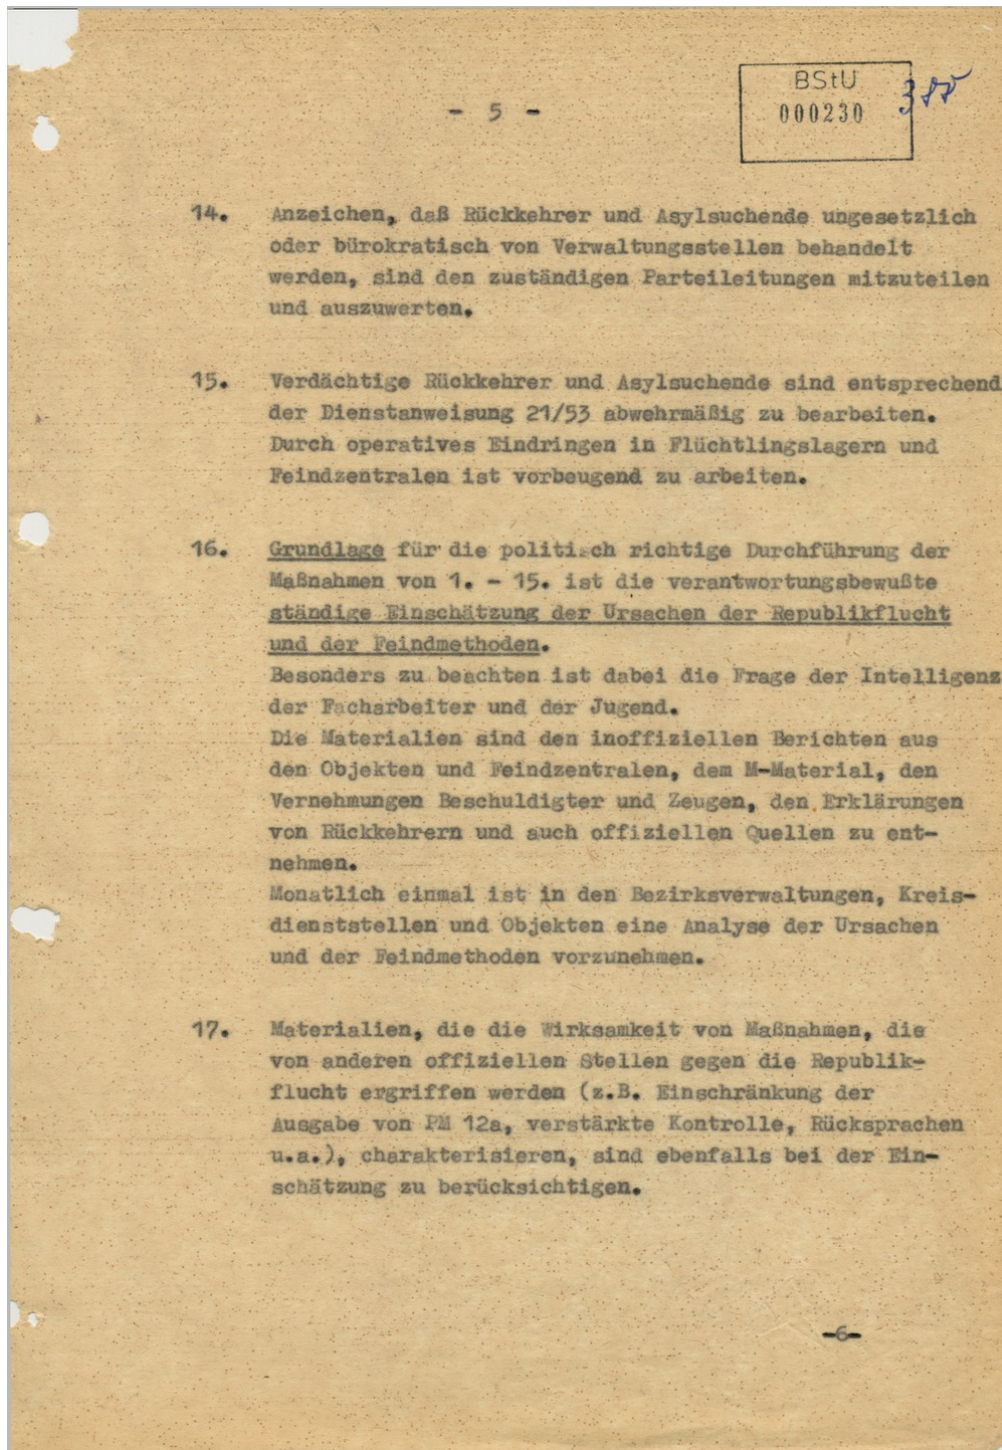 BStU
000230
388
- 5 -
14. Anzeichen, daß Rückkehrer und Asylsuchende ungesetzlich
oder bürokratisch von Verwaltungsstellen behandelt
werden, sind den zuständigen Parteileitungen mitzuteilen
und auszuwerten.
15. Verdächtige Rückkehrer und Asylsuchende sind entsprechend
der Dienstanweisung 21/53 abwehrmäßig zu bearbeiten.
Durch operatives Eindringen in Flüchtlingslagern und
Feindzentralen ist vorbeugend zu arbeiten.
16. Grundlage für die politisch richtige Durchführung der
Maßnahmen von 1. - 15. ist die verantwortungsbewußte
ständige Einschätzung der Ursachen der Republikflucht
und der Feindmethoden.
Besonders zu beachten ist dabei die Frage der Intelligenz
der Facharbeiter und der Jugend.
Die Materialien sind den inoffiziellen Berichten aus
den Objekten und Feindzentralen, dem M-Material, den
Vernehmungen Beschuldigter und Zeugen, den Erklärungen
von Rückkehrern und auch offiziellen Quellen zu ent-
nehmen.
Monatlich einmal ist in den Bezirksverwaltungen, Kreis-
dienststellen und Objekten eine Analyse der Ursachen
und der Feindmethoden vorzunehmen.
17. Materialien, die die Wirksamkeit von Maßnahmen, die
von anderen offiziellen Stellen gegen die Republik-
flucht ergriffen werden (z.B. Einschränkung der
Ausgabe von PM 12a, verstärkte Kontrolle, Rücksprachen
u.a.), charakterisieren, sind ebenfalls bei der Ein-
schätzung zu berücksichtigen.
-6-